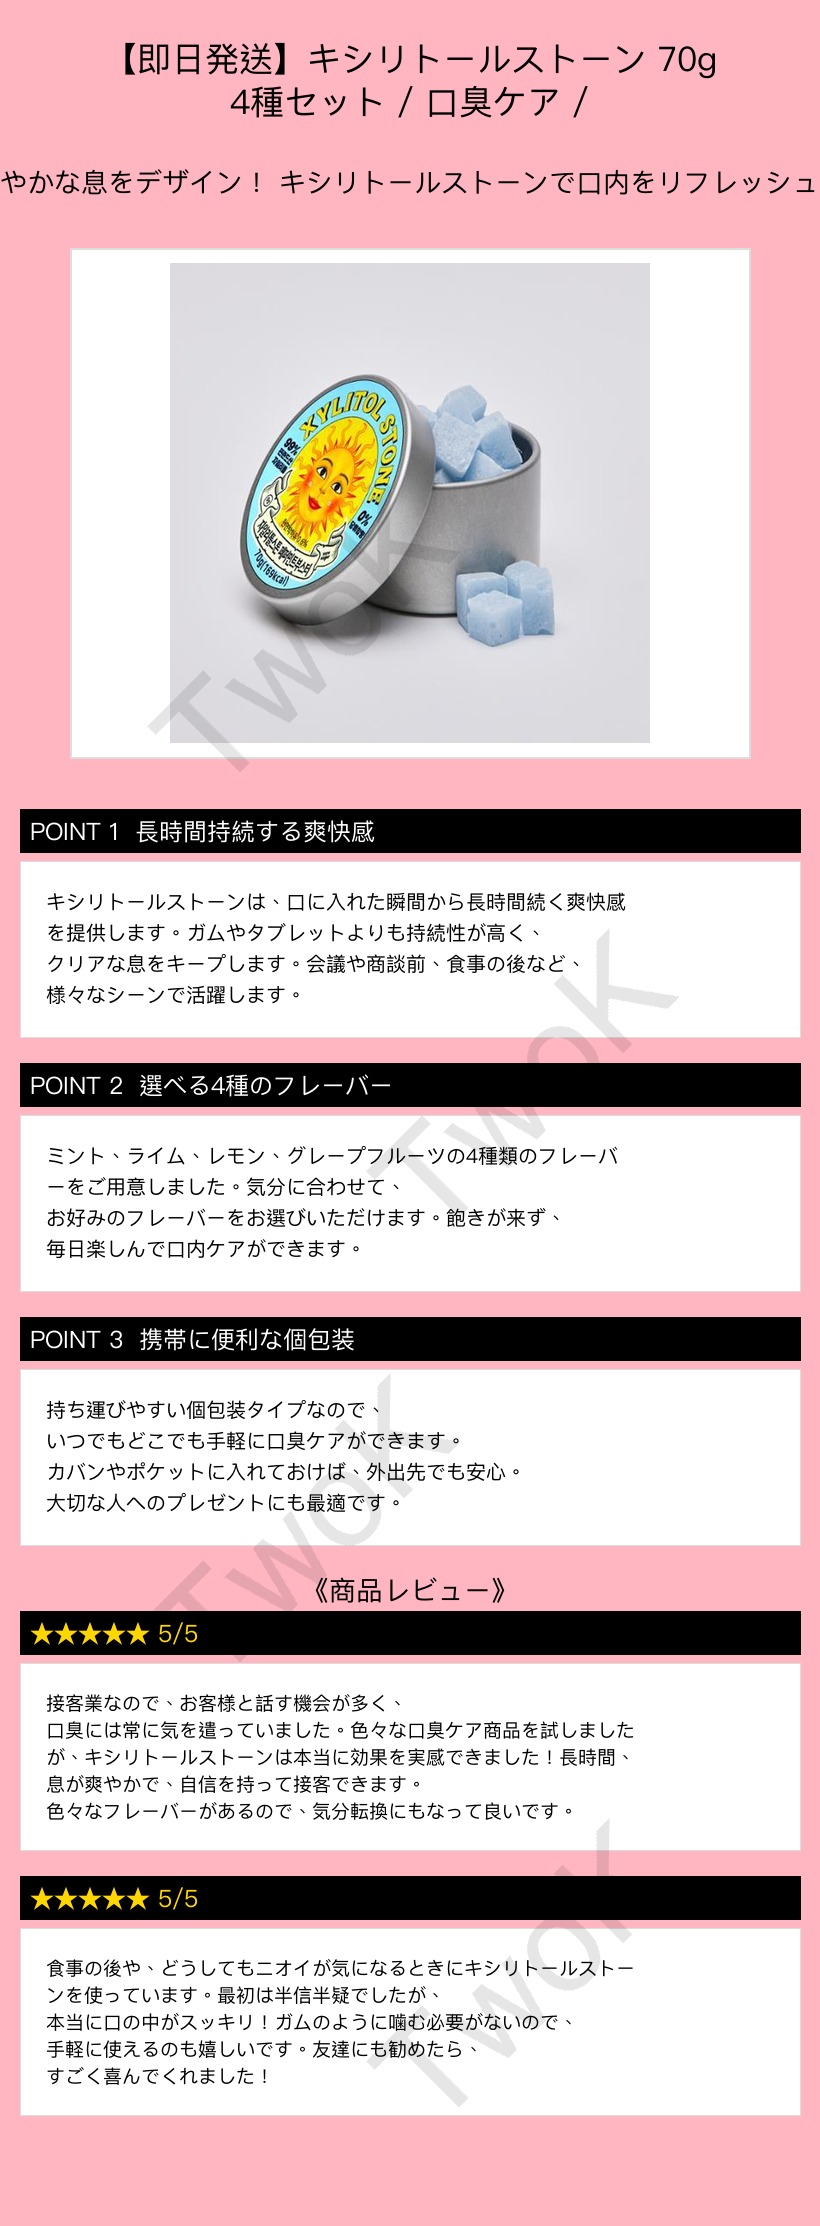 【即日発送】キシリトールストーン 70g
4種セット / 口臭ケア /
やかな息をデザイン！ キシリトールストーンで口内をリフレッシュ
XYLITOL STONE
99%
0%
70g(169kcal)
TwoK
POINT 1 長時間持続する爽快感
キシリトールストーンは、口に入れた瞬間から長時間続く爽快感
を提供します。ガムやタブレットよりも持続性が高く、
クリアな息をキープします。会議や商談前、食事の後など、
様々なシーンで活躍します。
TwoK
POINT 2 選べる4種のフレーバー
ミント、ライム、レモン、グレープフルーツの4種類のフレーバ
ーをご用意しました。気分に合わせて、
お好みのフレーバーをお選びいただけます。飽きが来ず、
毎日楽しんで口内ケアができます。
POINT 3 携帯に便利な個包装
持ち運びやすい個包装タイプなので、
いつでもどこでも手軽に口臭ケアができます。
カバンやポケットに入れておけば、外出先でも安心。
大切な人へのプレゼントにも最適です。
TwoK
《商品レビュー》
★★★★★ 5/5
接客業なので、お客様と話す機会が多く、
口臭には常に気を遣っていました。色々な口臭ケア商品を試しました
が、キシリトールストーンは本当に効果を実感できました！長時間、
息が爽やかで、自信を持って接客できます。
色々なフレーバーがあるので、気分転換にもなって良いです。
★★★★★ 5/5
食事の後や、どうしてもニオイが気になるときにキシリトールストー
ンを使っています。最初は半信半疑でしたが、
本当に口の中がスッキリ！ガムのように噛む必要がないので、
手軽に使えるのも嬉しいです。友達にも勧めたら、
すごく喜んでくれました！
TwoK